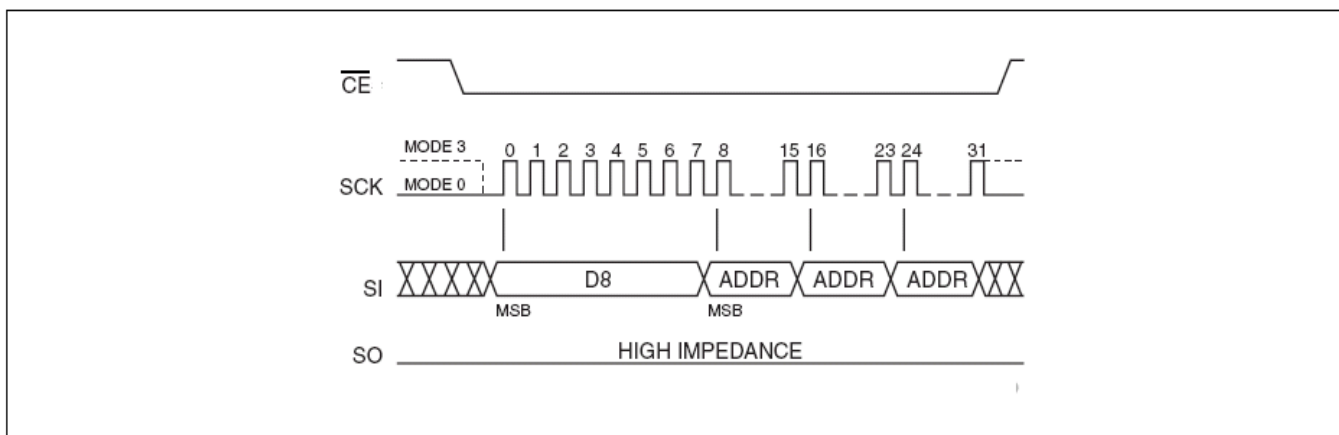 CE
MODE 3
0 1 2 3 4 5 6 7 8 15 16 23 24 31
SCK MODE 0
SI D8 ADDR ADDR ADDR
MSB MSB
SO HIGH IMPEDANCE